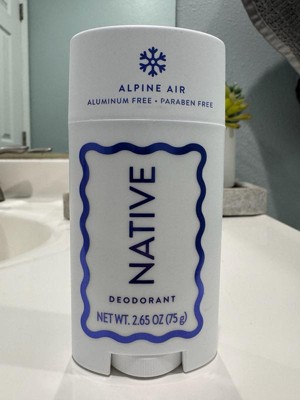 ALPINE AIR
ALUMINUM FREE • PARABEN FREE
NATIVE
DEODORANT
NET WT. 2.65 OZ (75 g)